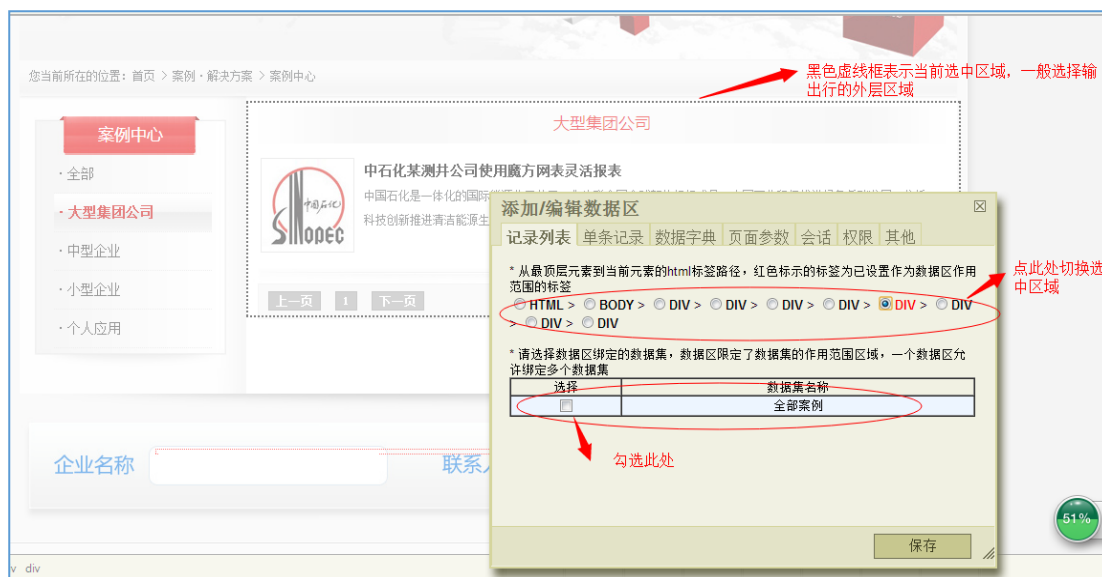 黑色虚线框表示当前选中区域，一般选择输
出行的外层区域
您当前所在的位置：首页 > 案例·解决方案 > 案例中心
案例中心
·全部
·大型集团公司
·中型企业
·小型企业
·个人应用
大型集团公司
中国石化
SINOPEC
中石化某测井公司使用魔方网表灵活报表
中国石化是一体化的国际
科技创新推进清洁能源生
上一页 1 下一页
添加/编辑数据区
记录列表 单条记录 数据字典 页面参数 会话 权限 其他
* 从最顶层元素到当前元素的html标签路径，红色标示的标签为已设置作为数据区作用
范围的标签
HTML > BODY > DIV > DIV > DIV > DIV > DIV > DIV
> DIV > DIV
* 请选择数据区绑定的数据集，数据区限定了数据集的作用范围区域，一个数据区允
许绑定多个数据集
选择 数据集名称
全部案例
点此处切换选
中区域
勾选此处
保存
企业名称
联系人
51%
v div